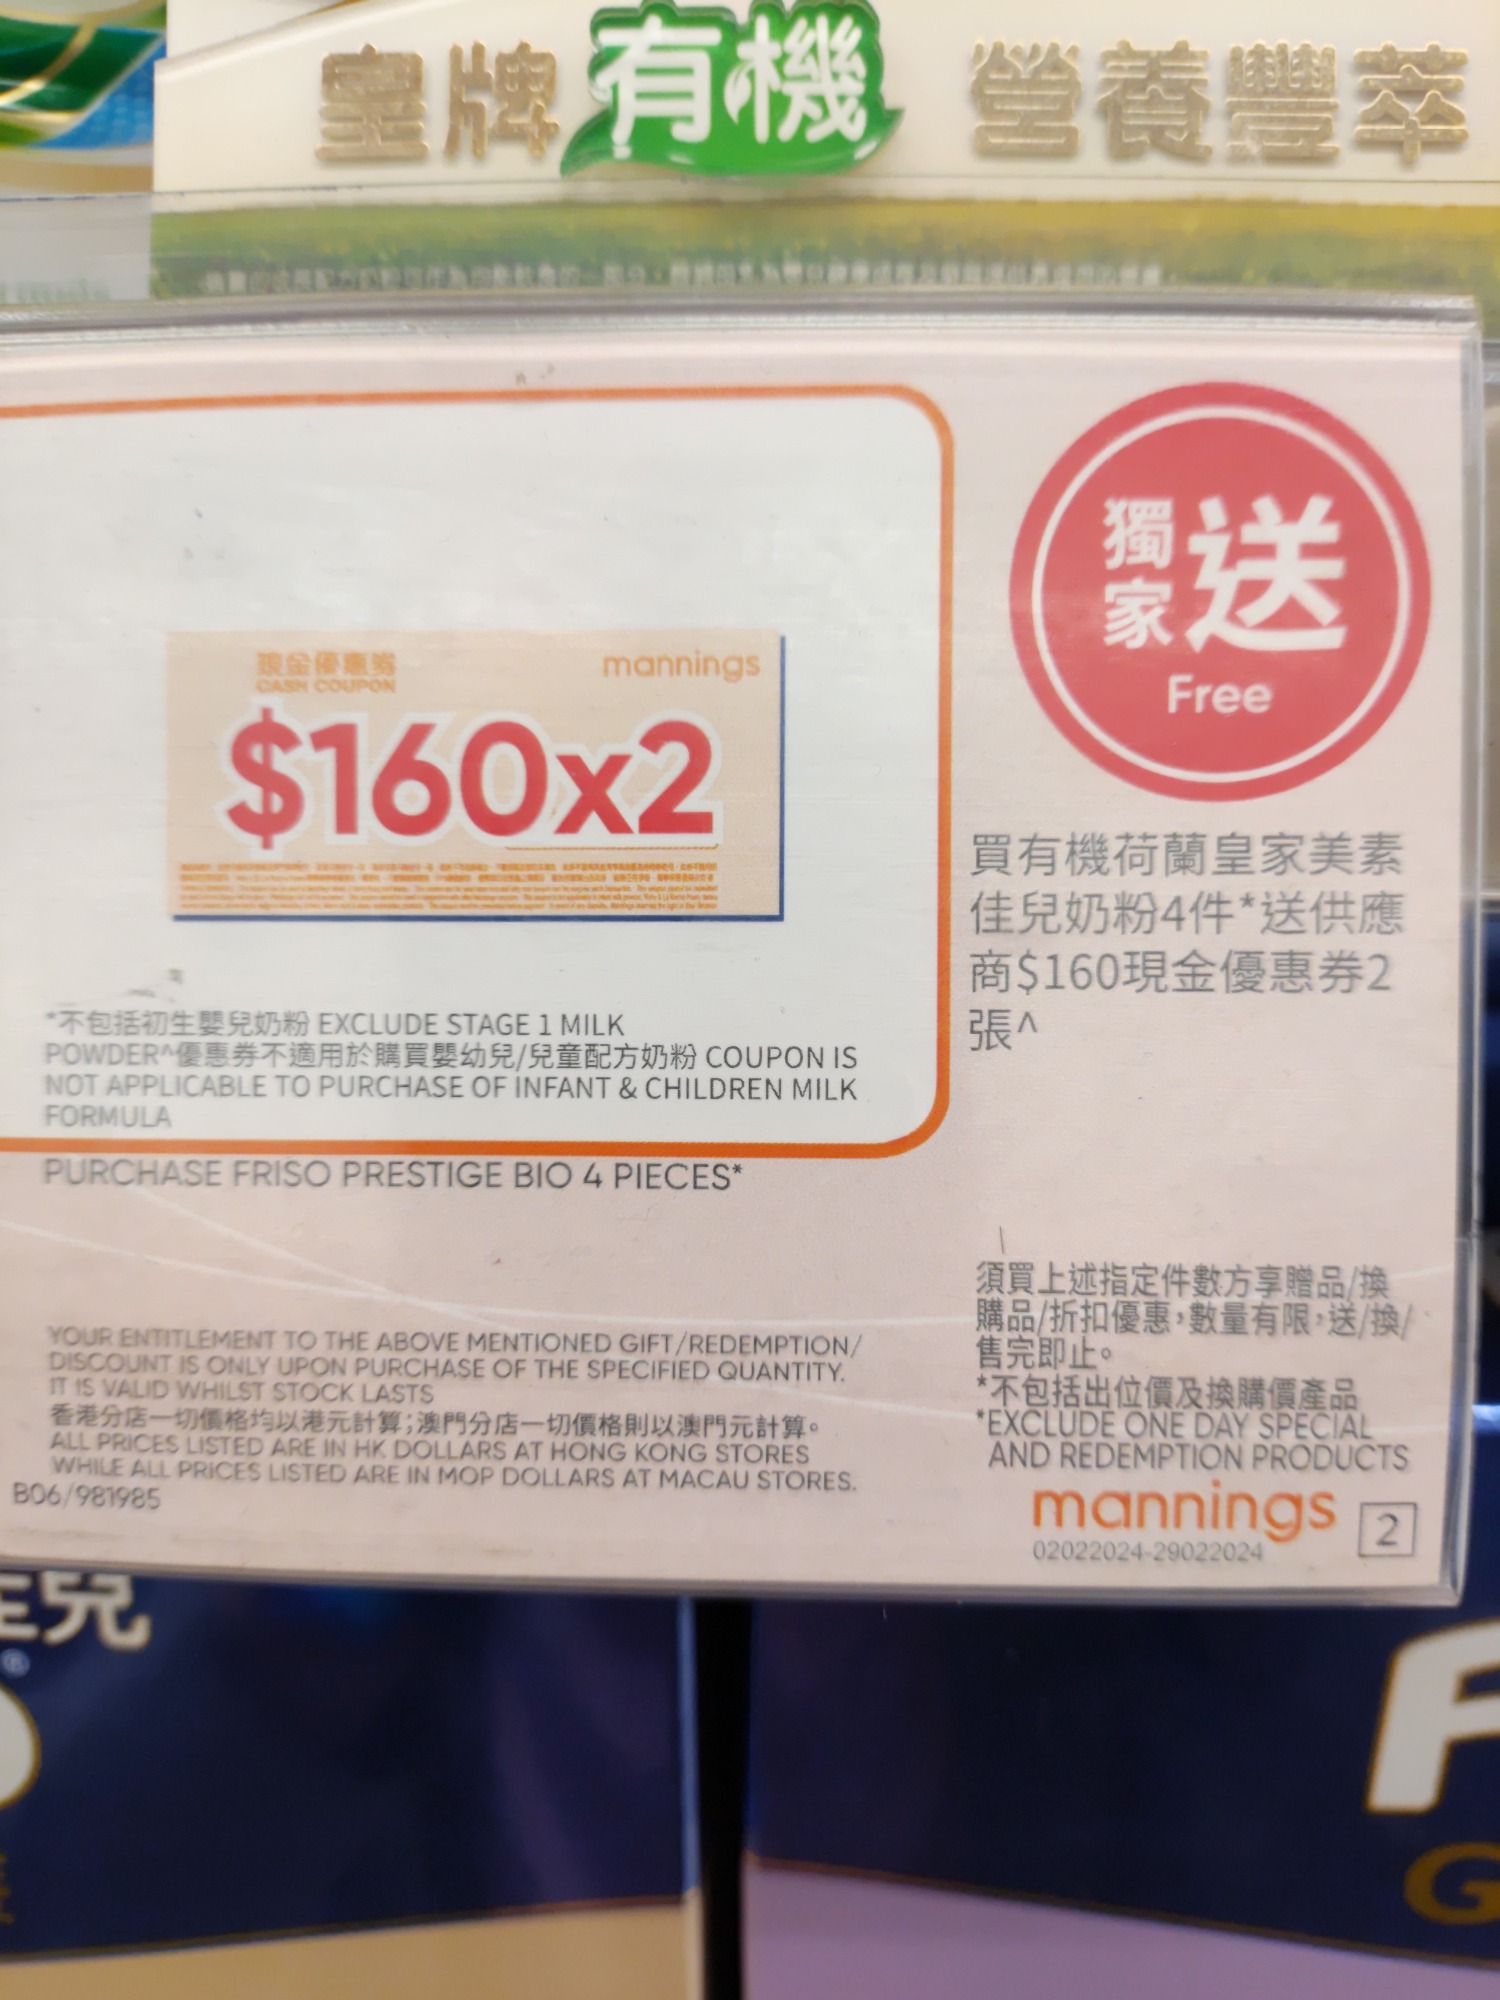 皇牌 有機 營養豐萃
獨家 送
Free
現金優惠券
CASH COUPON
mannings
$160x2
買有機荷蘭皇家美素
佳兒奶粉4件*送供應
商$160現金優惠券2
張^
*不包括初生嬰兒奶粉 EXCLUDE STAGE 1 MILK
POWDER^優惠券不適用於購買嬰幼兒/兒童配方奶粉 COUPON IS
NOT APPLICABLE TO PURCHASE OF INFANT & CHILDREN MILK
FORMULA
PURCHASE FRISO PRESTIGE BIO 4 PIECES*
YOUR ENTITLEMENT TO THE ABOVE MENTIONED GIFT/REDEMPTION/
DISCOUNT IS ONLY UPON PURCHASE OF THE SPECIFIED QUANTITY.
IT IS VALID WHILST STOCK LASTS
香港分店一切價格均以港元計算;澳門分店一切價格則以澳門元計算。
ALL PRICES LISTED ARE IN HK DOLLARS AT HONG KONG STORES
WHILE ALL PRICES LISTED ARE IN MOP DOLLARS AT MACAU STORES.
B06/981985
須買上述指定件數方享贈品/換
購品/折扣優惠,數量有限,送/換/
售完即止。
*不包括出位價及換購價產品
*EXCLUDE ONE DAY SPECIAL
AND REDEMPTION PRODUCTS
mannings
02022024-29022024
2
兒